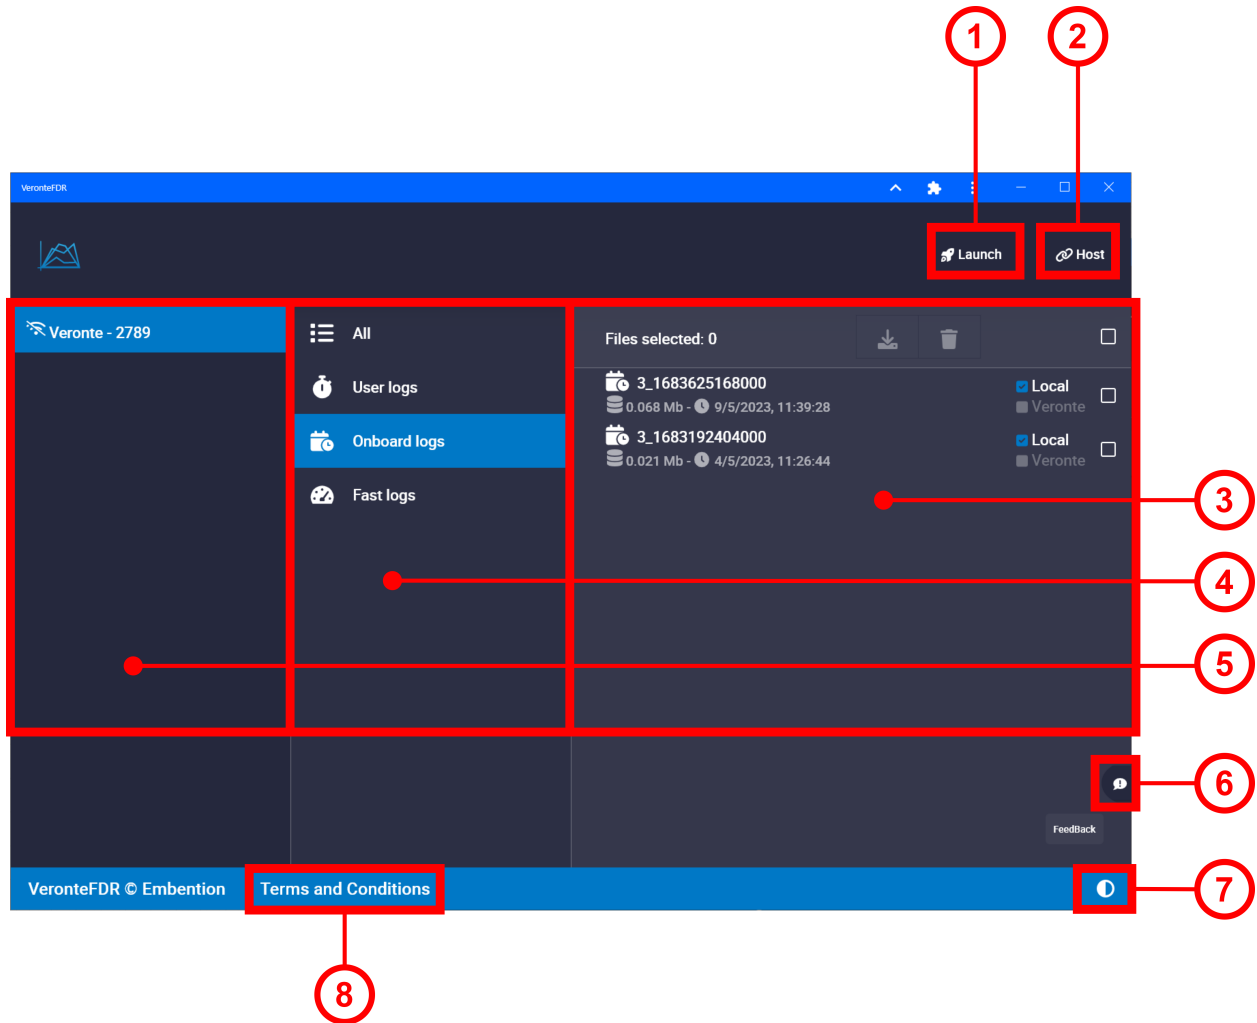 1 2
VeronteFDR
Launch Host
Veronte - 2789
All
User logs
Onboard logs
Fast logs
Files selected: 0
3_1683625168000
0.068 Mb - 9/5/2023, 11:39:28
Local
Veronte
3_1683192404000
0.021 Mb - 4/5/2023, 11:26:44
Local
Veronte
3
4
5
6
FeedBack
VeronteFDR © Embention Terms and Conditions
7
8